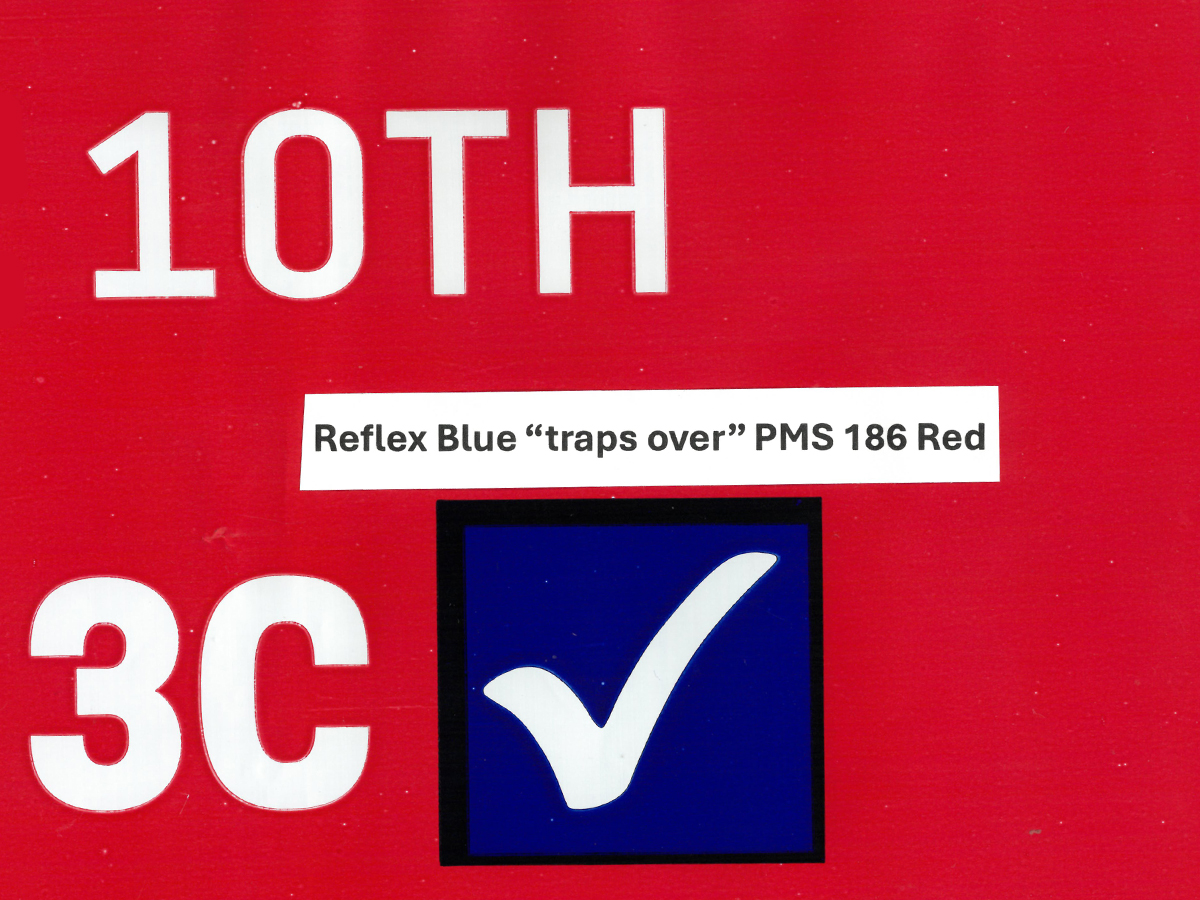 10TH
Reflex Blue “traps over” PMS 186 Red
3C